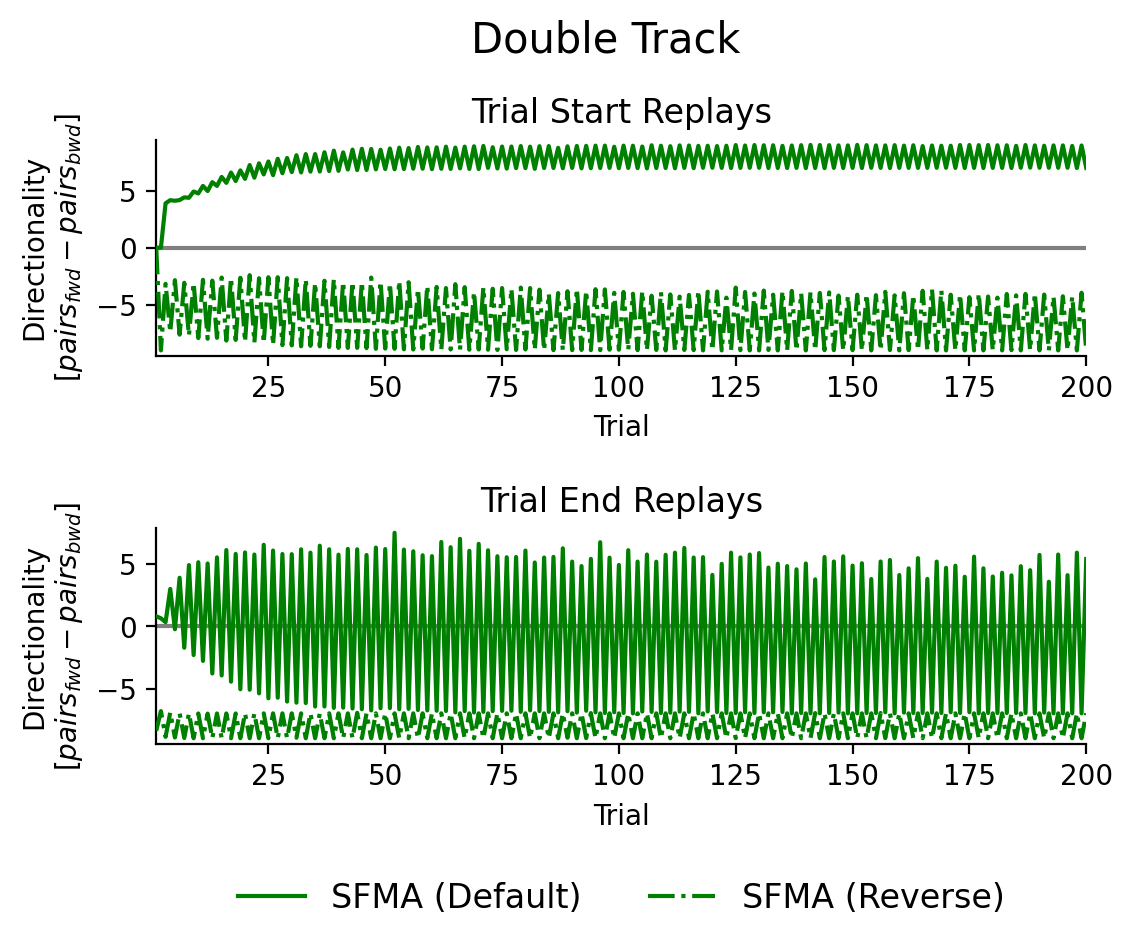 Double Track
Trial Start Replays
Directionality
[pairs_fwd − pairs_bwd]
5
0
−5
25 50 75 100 125 150 175 200
Trial
Trial End Replays
Directionality
[pairs_fwd − pairs_bwd]
5
0
−5
25 50 75 100 125 150 175 200
Trial
SFMA (Default) SFMA (Reverse)